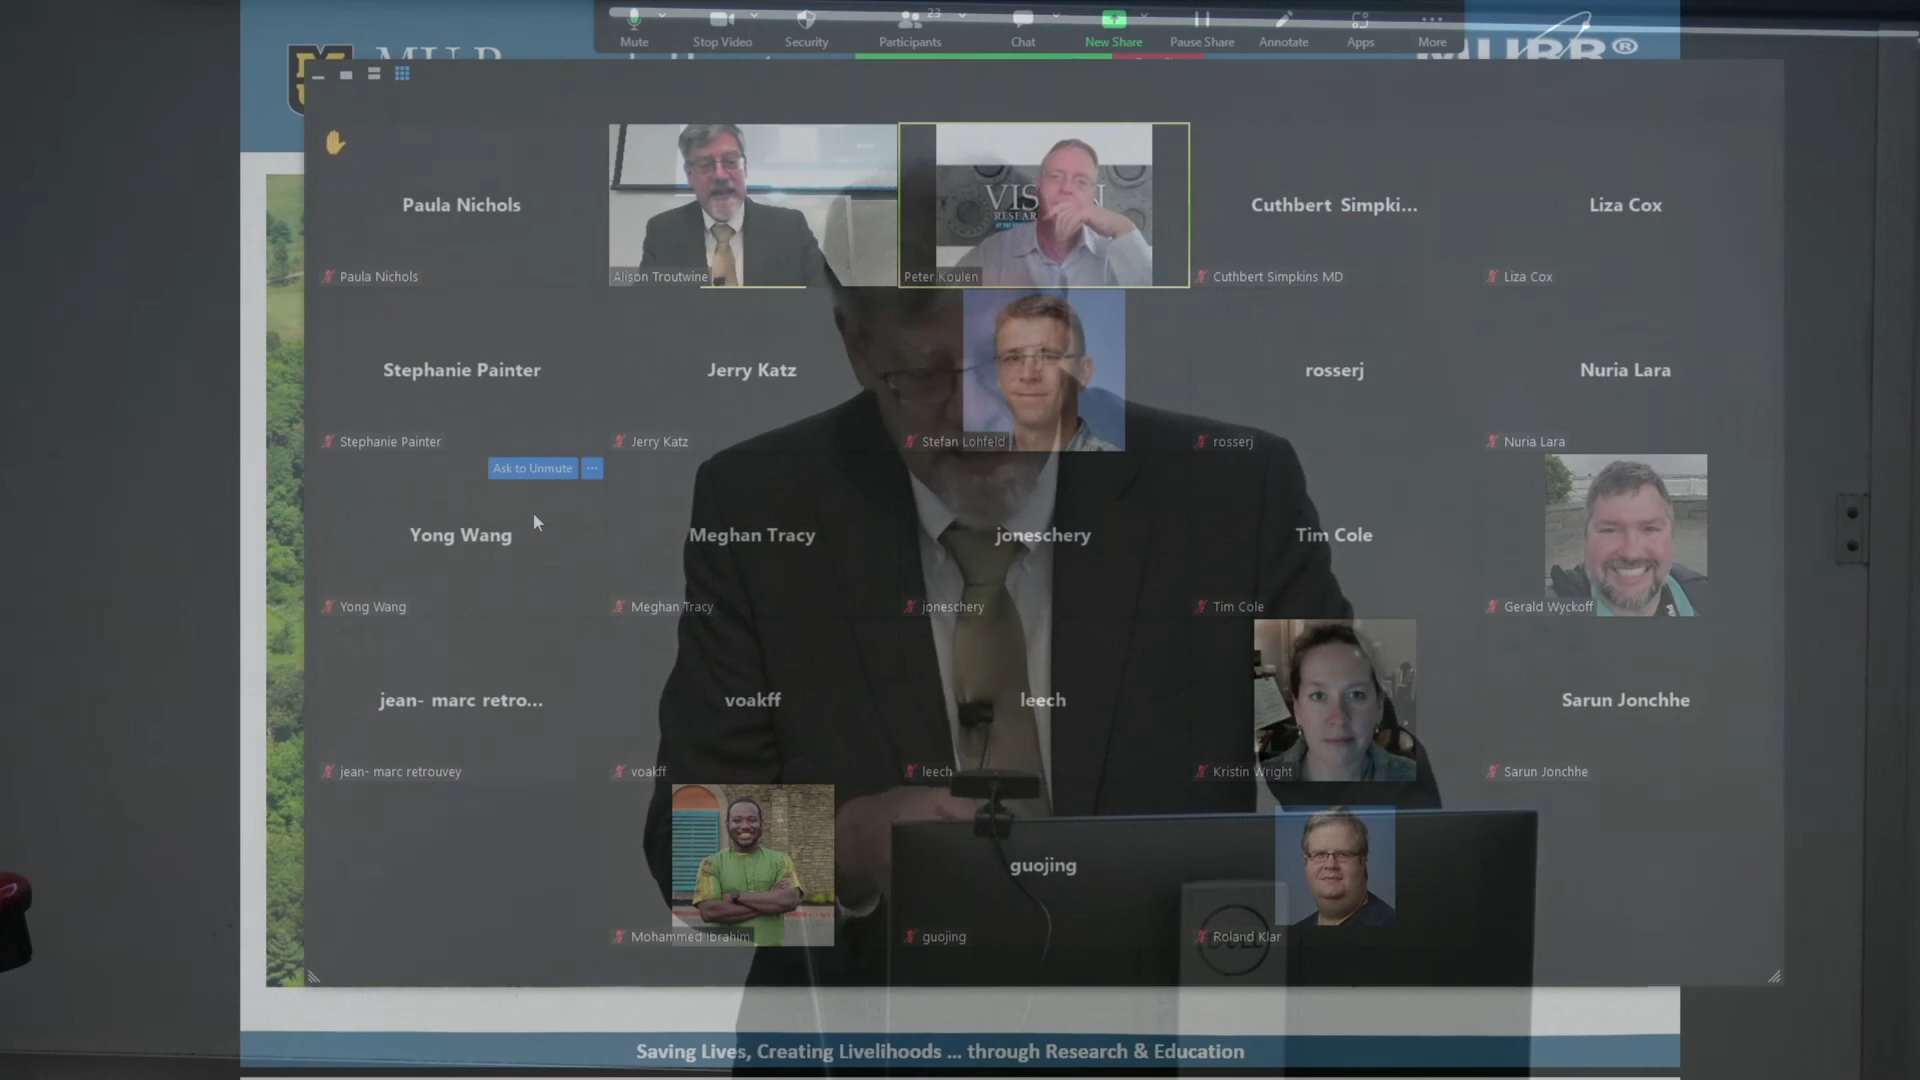 23
Mute
Stop Video
Security
Participants
Chat
New Share
Pause Share
Annotate
Apps
More
MURR®
Paula Nichols
Cuthbert Simpki...
Liza Cox
VIS N
Paula Nichols
Alison Troutwine
Peter Koulen
Cuthbert Simpkins MD
Liza Cox
Stephanie Painter
Jerry Katz
rosserj
Nuria Lara
Stephanie Painter
Jerry Katz
Stefan Lohfeld
rosserj
Nuria Lara
Ask to Unmute
Yong Wang
Meghan Tracy
joneschery
Tim Cole
Yong Wang
Meghan Tracy
joneschery
Tim Cole
Gerald Wyckoff
jean- marc retro...
voakff
leech
Sarun Jonchhe
jean- marc retrouvey
voakff
leech
Kristin Wright
Sarun Jonchhe
guojing
Mohammed Ibrahim
guojing
Roland Klar
DELL
Saving Lives, Creating Livelihoods ... through Research & Education